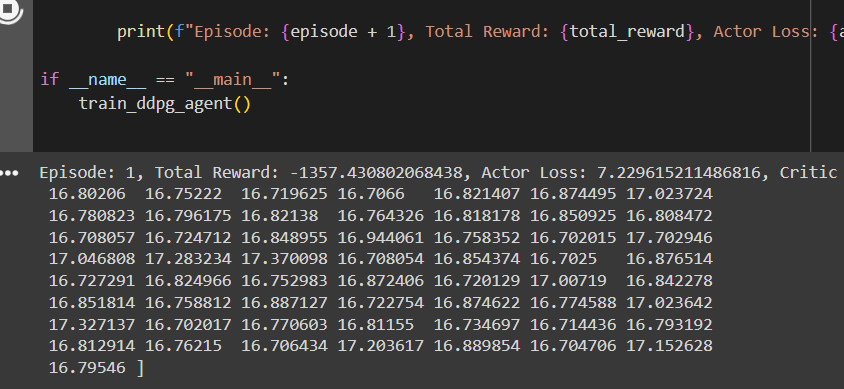 print(f"Episode: {episode + 1}, Total Reward: {total_reward}, Actor Loss: {a
if __name__ == "__main__":
train_ddpg_agent()
Episode: 1, Total Reward: -1357.430802068438, Actor Loss: 7.229615211486816, Critic
16.80206 16.75222 16.719625 16.7066 16.821407 16.874495 17.023724
16.780823 16.796175 16.82138 16.764326 16.818178 16.850925 16.808472
16.708057 16.724712 16.848955 16.944061 16.758352 16.702015 17.702946
17.046808 17.283234 17.370098 16.708054 16.854374 16.7025 16.876514
16.727291 16.824966 16.752983 16.872406 16.720129 17.00719 16.842278
16.851814 16.758812 16.887127 16.722754 16.874622 16.774588 17.023642
17.327137 16.702017 16.770603 16.81155 16.734697 16.714436 16.793192
16.812914 16.76215 16.706434 17.203617 16.889854 16.704706 17.152628
16.79546 ]